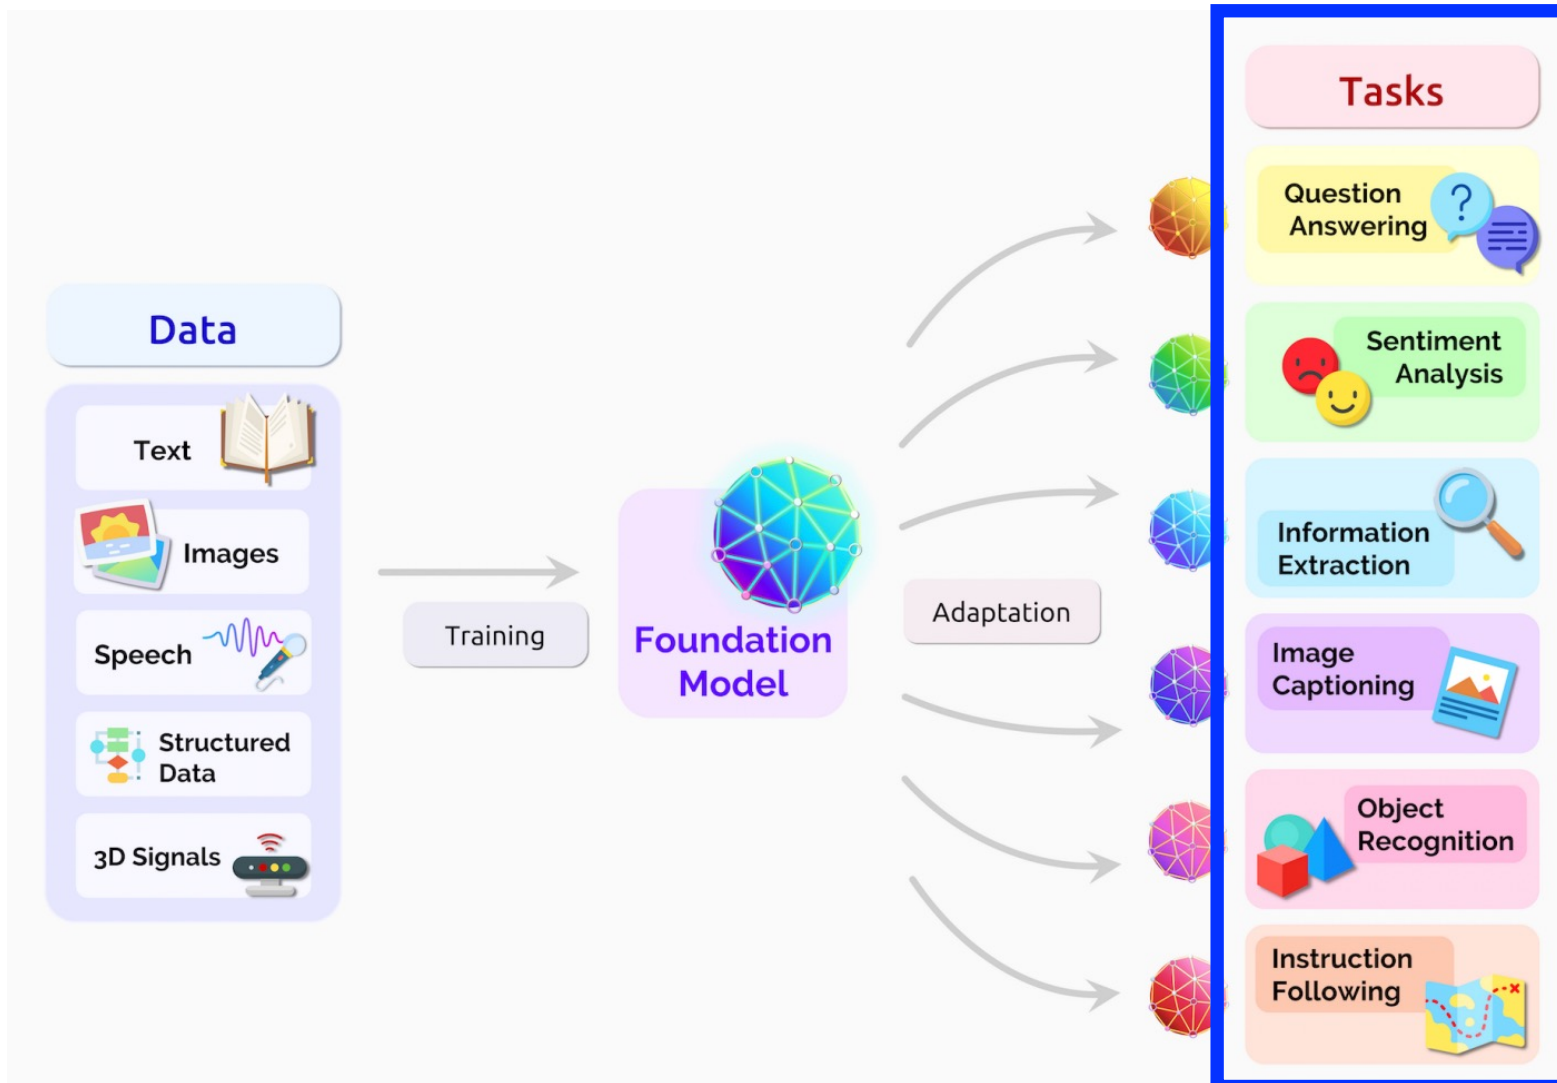 Data
Text
Images
Speech
Structured
Data
3D Signals
Training
Foundation
Model
Adaptation
Tasks
Question
Answering
?
Sentiment
Analysis
Information
Extraction
Image
Captioning
Object
Recognition
Instruction
Following